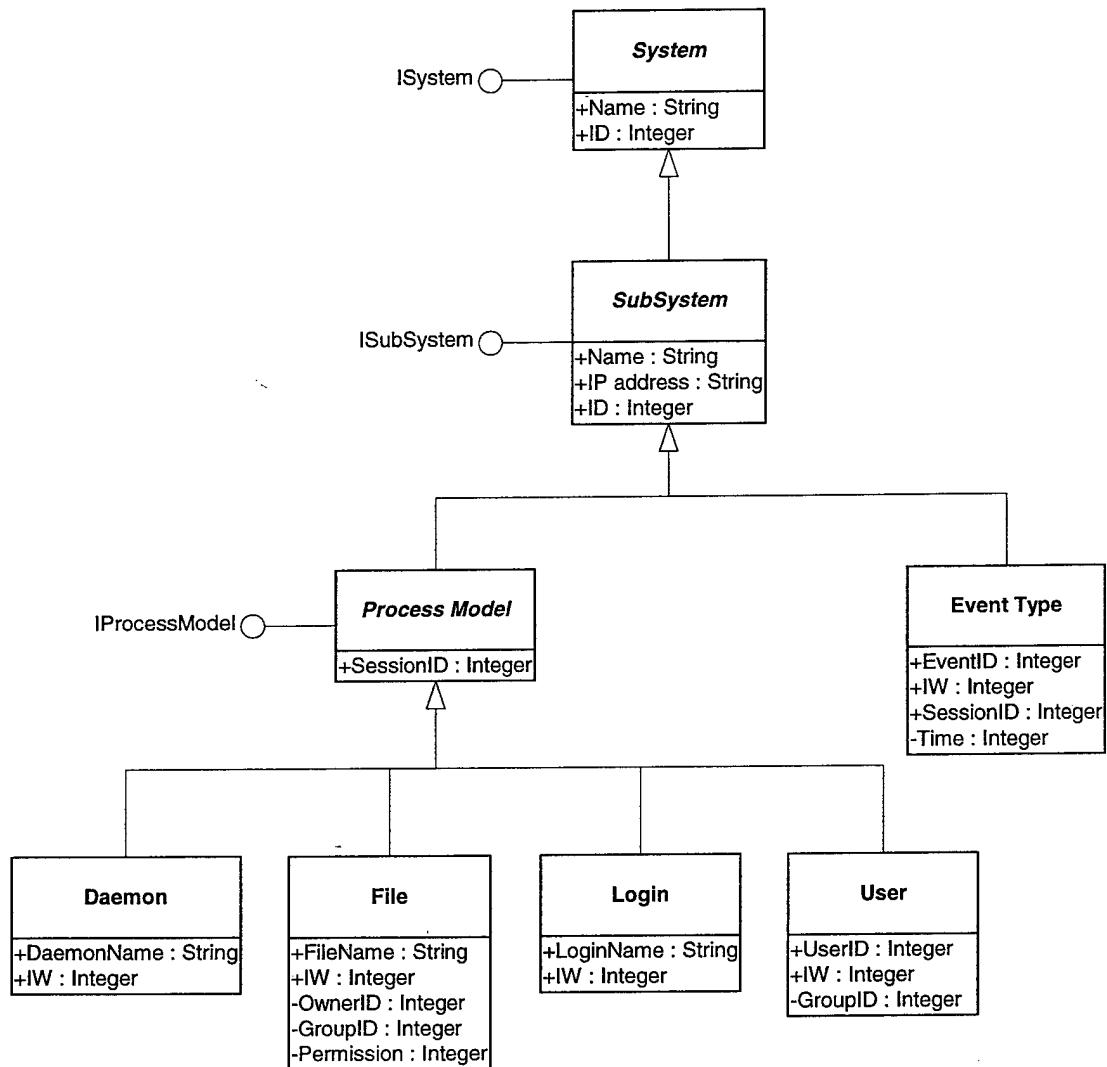 System
ISystem
+Name : String
+ID : Integer
SubSystem
ISubSystem
+Name : String
+IP address : String
+ID : Integer
Process Model
IProcessModel
+SessionID : Integer
Event Type
+EventID : Integer
+IW : Integer
+SessionID : Integer
-Time : Integer
Daemon
+DaemonName : String
+IW : Integer
File
+FileName : String
+IW : Integer
-OwnerID : Integer
-GroupID : Integer
-Permission : Integer
Login
+LoginName : String
+IW : Integer
User
+UserID : Integer
+IW : Integer
-GroupID : Integer